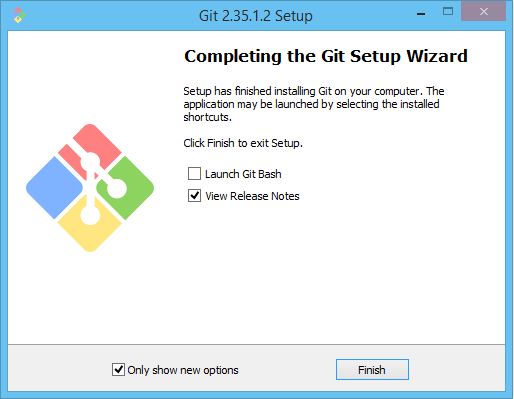 Git 2.35.1.2 Setup
Completing the Git Setup Wizard
Setup has finished installing Git on your computer. The
application may be launched by selecting the installed
shortcuts.
Click Finish to exit Setup.
Launch Git Bash
View Release Notes
Only show new options
Finish